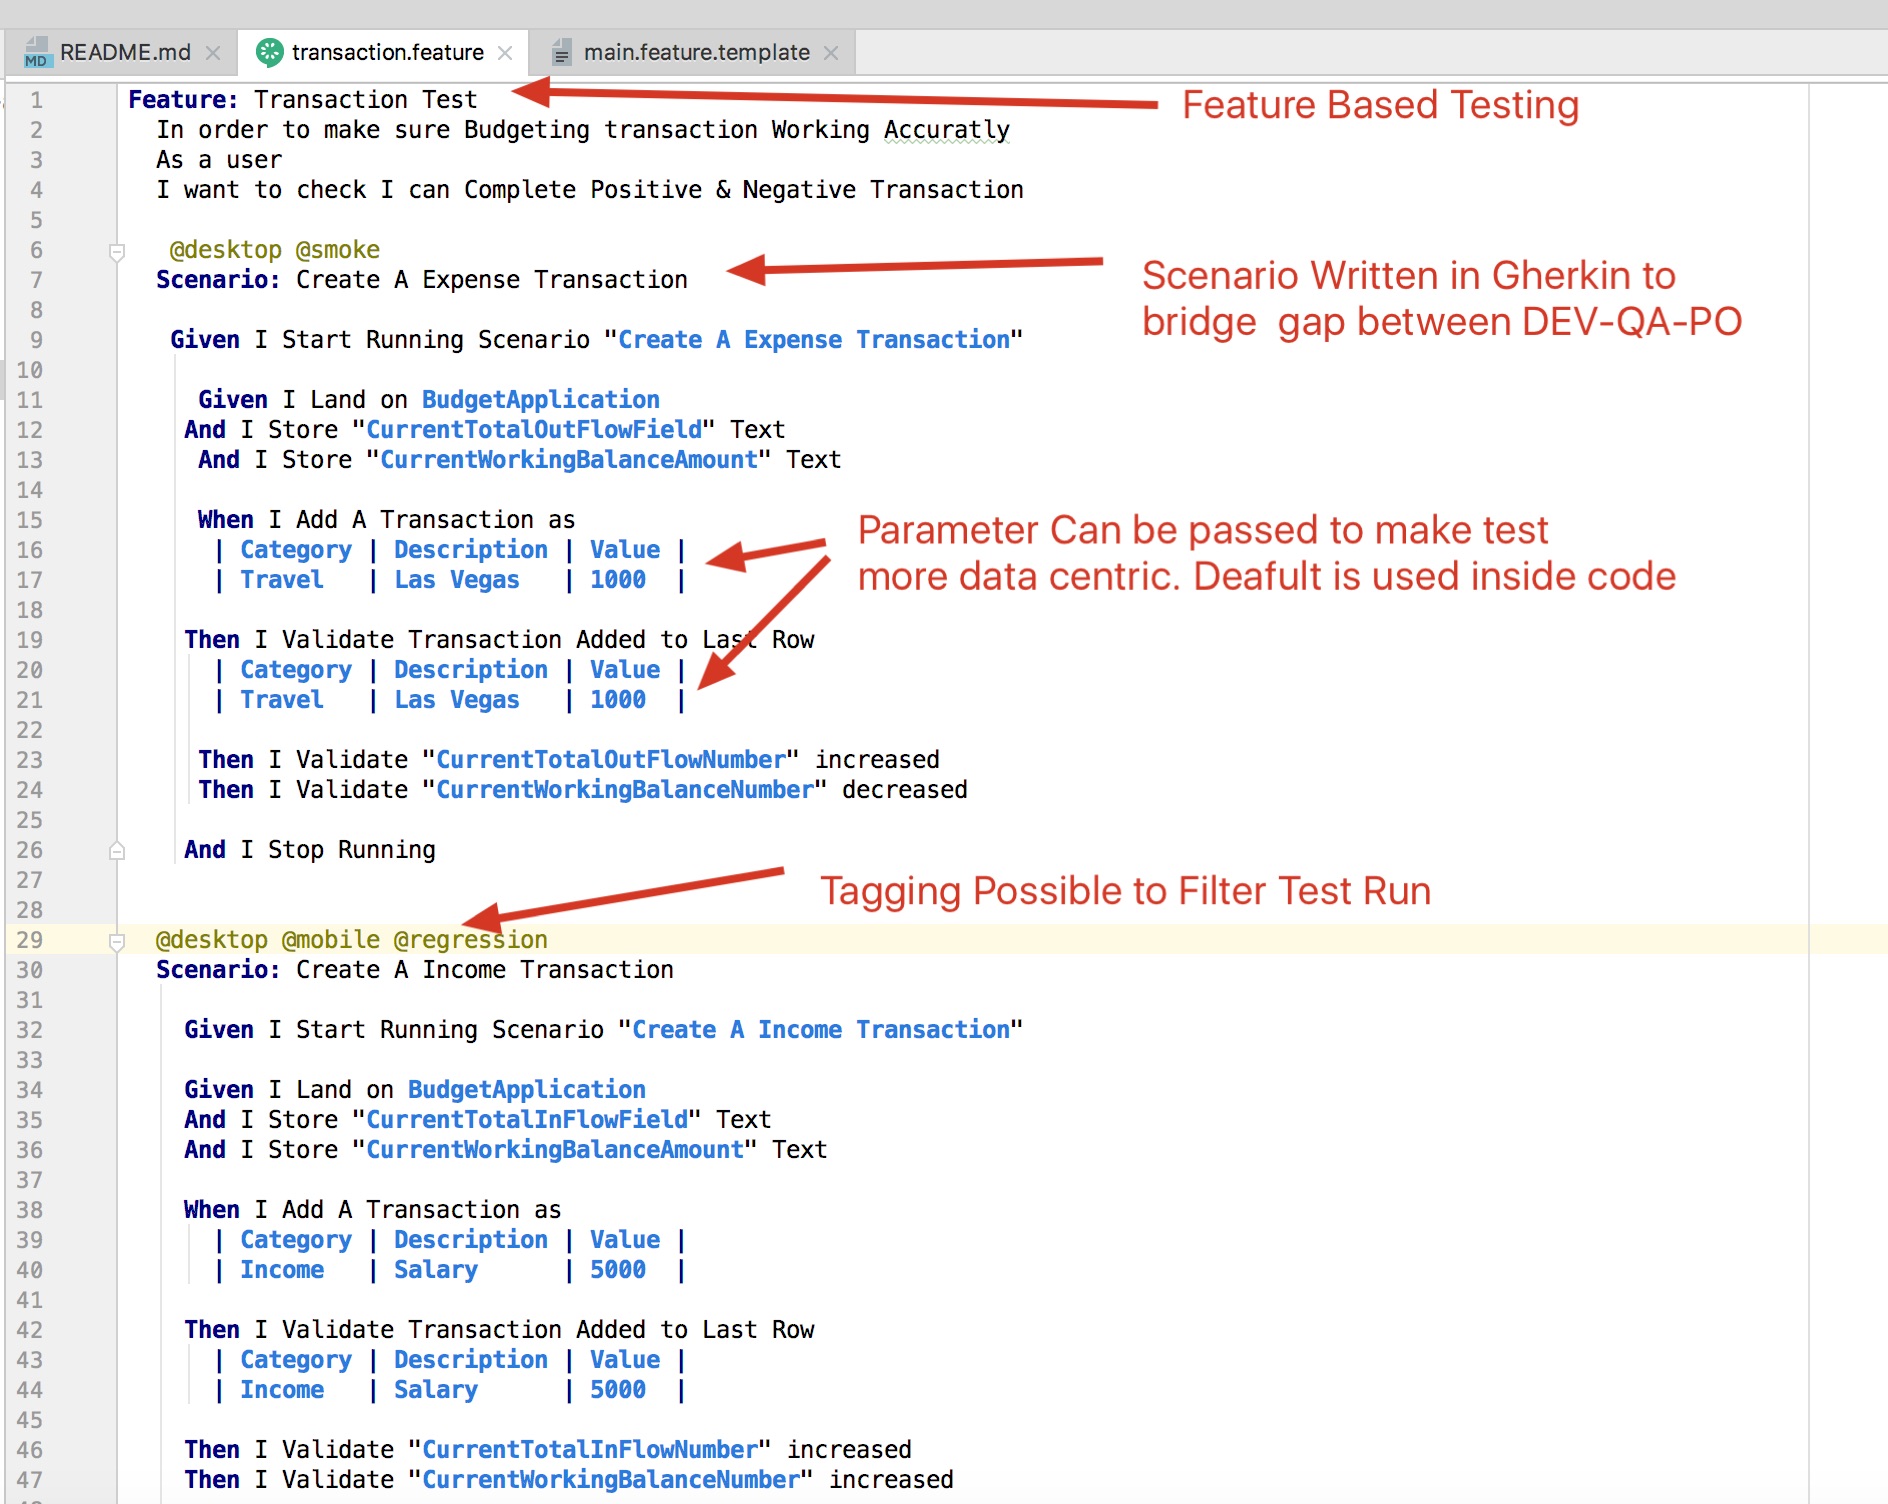 README.md
transaction.feature
main.feature.template
MD
1 Feature: Transaction Test
Feature Based Testing
2 In order to make sure Budgeting transaction Working Accuratly
3 As a user
4 I want to check I can Complete Positive & Negative Transaction
5
6 @desktop @smoke
7 Scenario: Create A Expense Transaction
Scenario Written in Gherkin to
bridge gap between DEV-QA-PO
8
9 Given I Start Running Scenario "Create A Expense Transaction"
10
11 Given I Land on BudgetApplication
12 And I Store "CurrentTotalOutFlowField" Text
13 And I Store "CurrentWorkingBalanceAmount" Text
14
15 When I Add A Transaction as
16 | Category | Description | Value |
17 | Travel | Las Vegas | 1000 |
Parameter Can be passed to make test
more data centric. Deafult is used inside code
18
19 Then I Validate Transaction Added to Last Row
20 | Category | Description | Value |
21 | Travel | Las Vegas | 1000 |
22
23 Then I Validate "CurrentTotalOutFlowNumber" increased
24 Then I Validate "CurrentWorkingBalanceNumber" decreased
25
26 And I Stop Running
27
Tagging Possible to Filter Test Run
28
29 @desktop @mobile @regression
30 Scenario: Create A Income Transaction
31
32 Given I Start Running Scenario "Create A Income Transaction"
33
34 Given I Land on BudgetApplication
35 And I Store "CurrentTotalInFlowField" Text
36 And I Store "CurrentWorkingBalanceAmount" Text
37
38 When I Add A Transaction as
39 | Category | Description | Value |
40 | Income | Salary | 5000 |
41
42 Then I Validate Transaction Added to Last Row
43 | Category | Description | Value |
44 | Income | Salary | 5000 |
45
46 Then I Validate "CurrentTotalInFlowNumber" increased
47 Then I Validate "CurrentWorkingBalanceNumber" increased